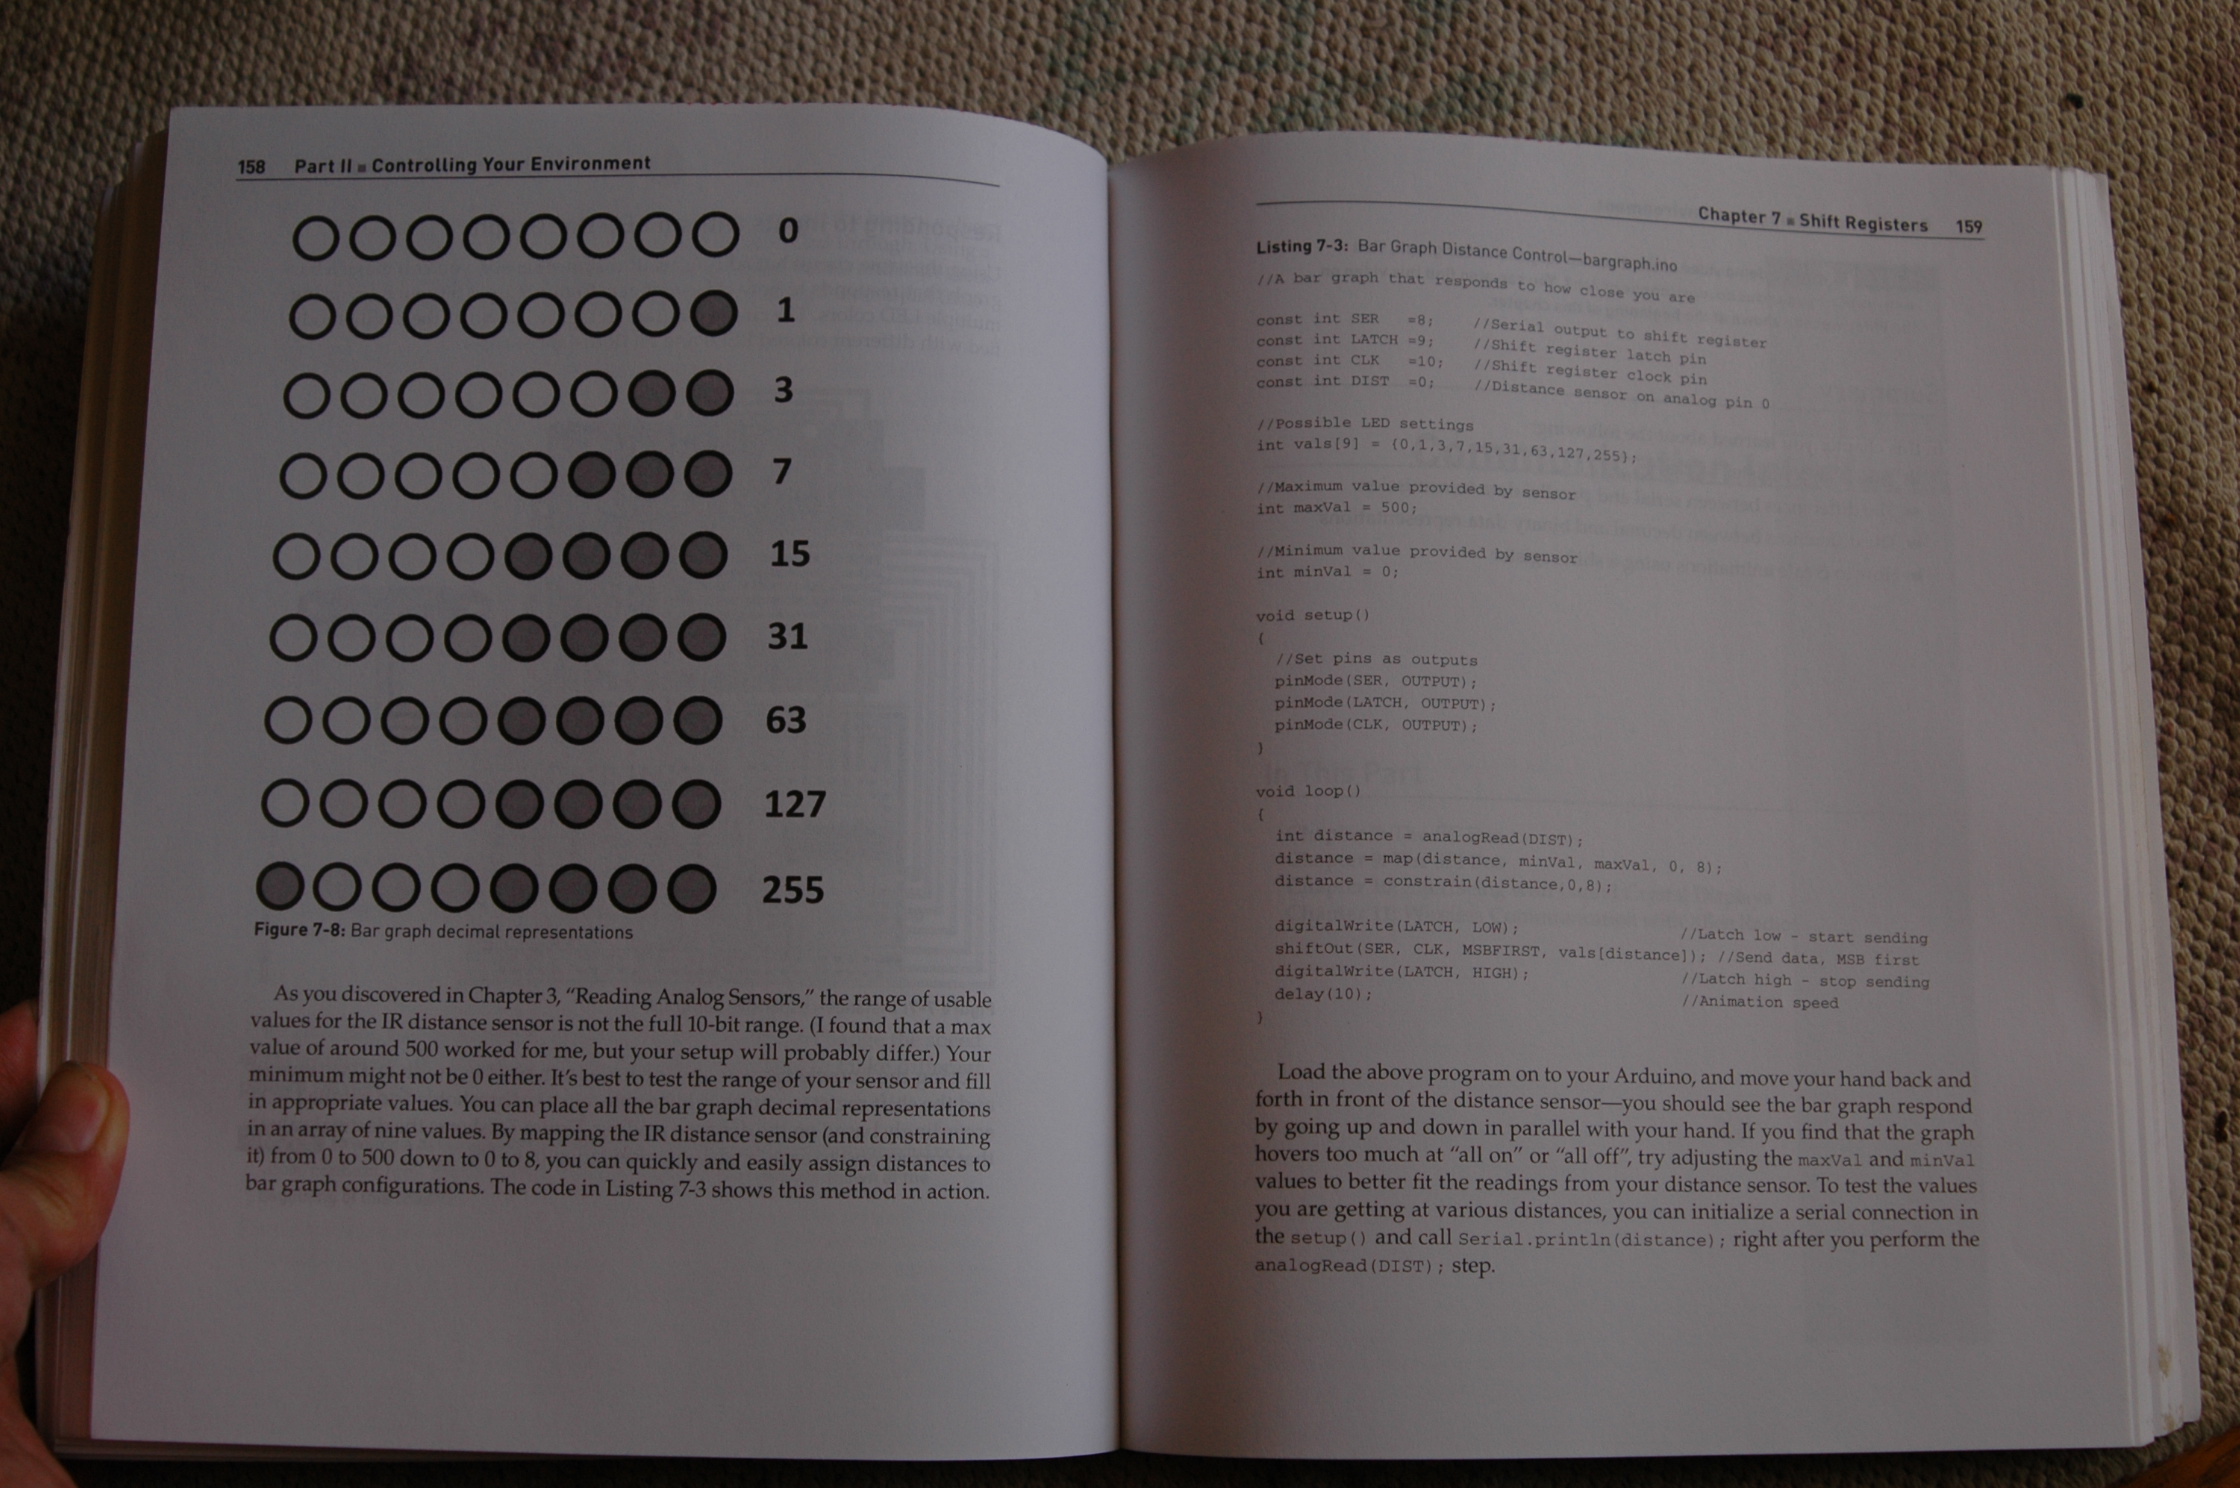 158 Part II ■ Controlling Your Environment
0
1
3
7
15
31
63
127
255
Figure 7-8: Bar graph decimal representations
As you discovered in Chapter 3, “Reading Analog Sensors,” the range of usable
values for the IR distance sensor is not the full 10-bit range. (I found that a max
value of around 500 worked for me, but your setup will probably differ.) Your
minimum might not be 0 either. It’s best to test the range of your sensor and fill
in appropriate values. You can place all the bar graph decimal representations
in an array of nine values. By mapping the IR distance sensor (and constraining
it) from 0 to 500 down to 0 to 8, you can quickly and easily assign distances to
bar graph configurations. The code in Listing 7-3 shows this method in action.
Chapter 7 ■ Shift Registers 159
Listing 7-3: Bar Graph Distance Control—bargraph.ino
//A bar graph that responds to how close you are
const int SER =8; //Serial output to shift register
const int LATCH =9; //Shift register latch pin
const int CLK =10; //Shift register clock pin
const int DIST =0; //Distance sensor on analog pin 0
//Possible LED settings
int vals[9] = {0,1,3,7,15,31,63,127,255};
//Maximum value provided by sensor
int maxVal = 500;
//Minimum value provided by sensor
int minVal = 0;
void setup()
{
//Set pins as outputs
pinMode(SER, OUTPUT);
pinMode(LATCH, OUTPUT);
pinMode(CLK, OUTPUT);
}
void loop()
{
int distance = analogRead(DIST);
distance = map(distance, minVal, maxVal, 0, 8);
distance = constrain(distance,0,8);
digitalWrite(LATCH, LOW); //Latch low - start sending
shiftOut(SER, CLK, MSBFIRST, vals[distance]); //Send data, MSB first
digitalWrite(LATCH, HIGH); //Latch high - stop sending
delay(10); //Animation speed
}
Load the above program on to your Arduino, and move your hand back and
forth in front of the distance sensor—you should see the bar graph respond
by going up and down in parallel with your hand. If you find that the graph
hovers too much at “all on” or “all off”, try adjusting the maxVal and minVal
values to better fit the readings from your distance sensor. To test the values
you are getting at various distances, you can initialize a serial connection in
the setup() and call Serial.println(distance); right after you perform the
analogRead(DIST); step.